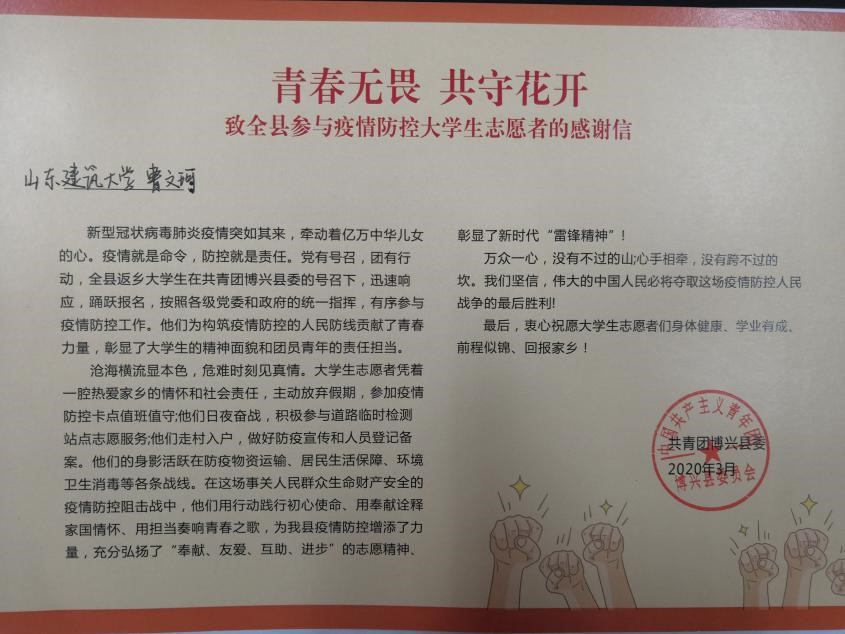 青春无畏 共守花开
致全县参与疫情防控大学生志愿者的感谢信
山东建筑大学 曹文珂
新型冠状病毒肺炎疫情突如其来，牵动着亿万中华儿女
的心。疫情就是命令，防控就是责任。党有号召，团有行
动，全县返乡大学生在共青团博兴县委的号召下，迅速响
应，踊跃报名，按照各级党委和政府的统一指挥，有序参与
疫情防控工作。他们为构筑疫情防控的人民防线贡献了青春
力量，彰显了大学生的精神面貌和团员青年的责任担当。
沧海横流显本色，危难时刻见真情。大学生志愿者凭着
一腔热爱家乡的情怀和社会责任，主动放弃假期，参加疫情
防控卡点值班值守;他们日夜奋战，积极参与道路临时检测
站点志愿服务;他们走村入户，做好防疫宣传和人员登记备
案。他们的身影活跃在防疫物资运输、居民生活保障、环境
卫生消毒等各条战线。在这场事关人民群众生命财产安全的
疫情防控阻击战中，他们用行动践行初心使命、用奉献诠释
家国情怀、用担当奏响青春之歌，为我县疫情防控增添了力
量，充分弘扬了“奉献、友爱、互助、进步”的志愿精神、
彰显了新时代“雷锋精神”!
万众一心，没有不过的山;心手相牵，没有跨不过的
坎。我们坚信，伟大的中国人民必将夺取这场疫情防控人民
战争的最后胜利!
最后，衷心祝愿大学生志愿者们身体健康、学业有成、
前程似锦、回报家乡！
中国共产主义青年团
共青团博兴县委
2020年3月
博兴县委员会